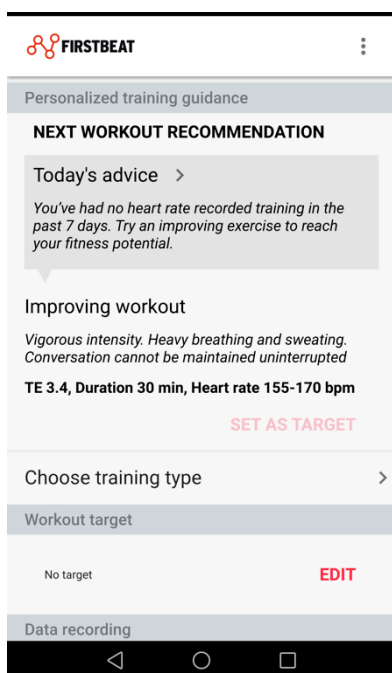 FIRSTBEAT
Personalized training guidance
NEXT WORKOUT RECOMMENDATION
Today's advice >
You've had no heart rate recorded training in the
past 7 days. Try an improving exercise to reach
your fitness potential.
Improving workout
Vigorous intensity. Heavy breathing and sweating.
Conversation cannot be maintained uninterrupted
TE 3.4, Duration 30 min, Heart rate 155-170 bpm
SET AS TARGET
Choose training type >
Workout target
No target EDIT
Data recording